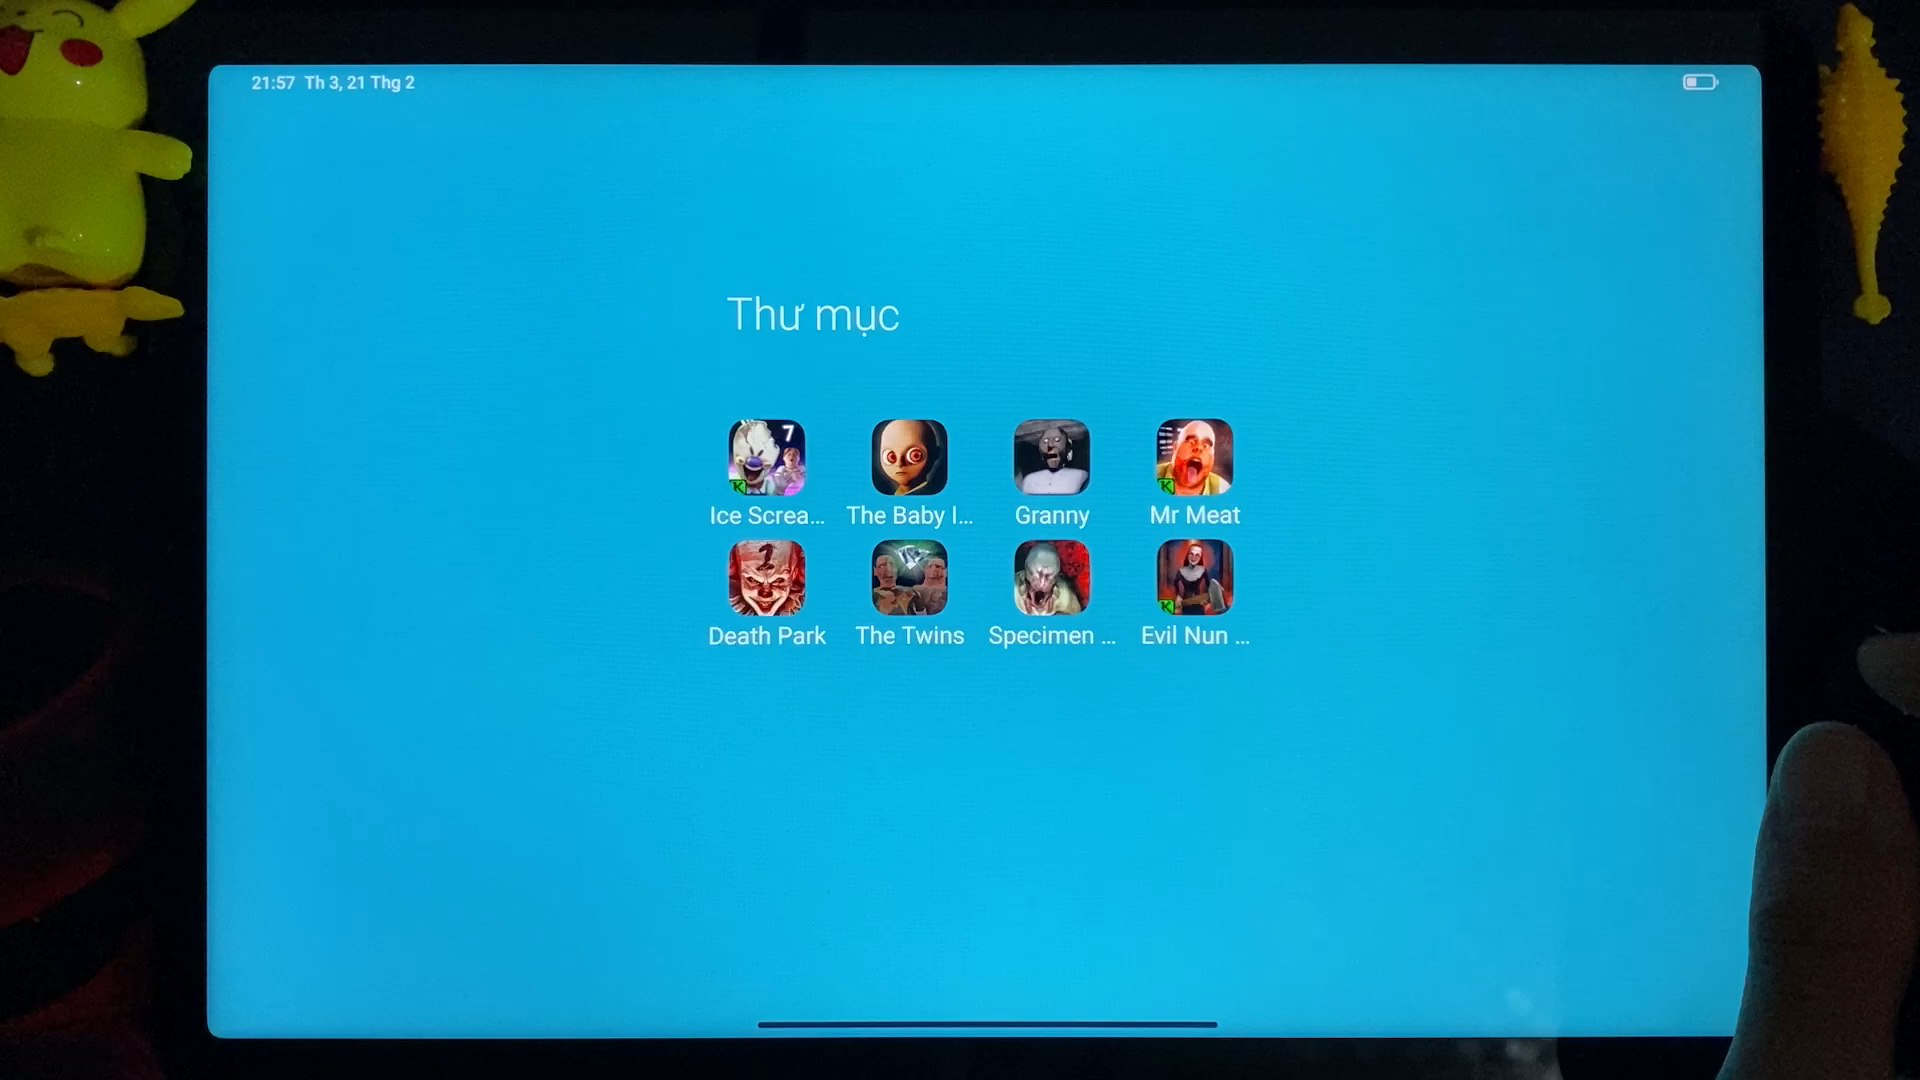 21:57 Th 3, 21 Thg 2
Thư mục
7
K
K
Ice Screa...
The Baby I...
Granny
Mr Meat
K
Death Park
The Twins
Specimen ...
Evil Nun ...